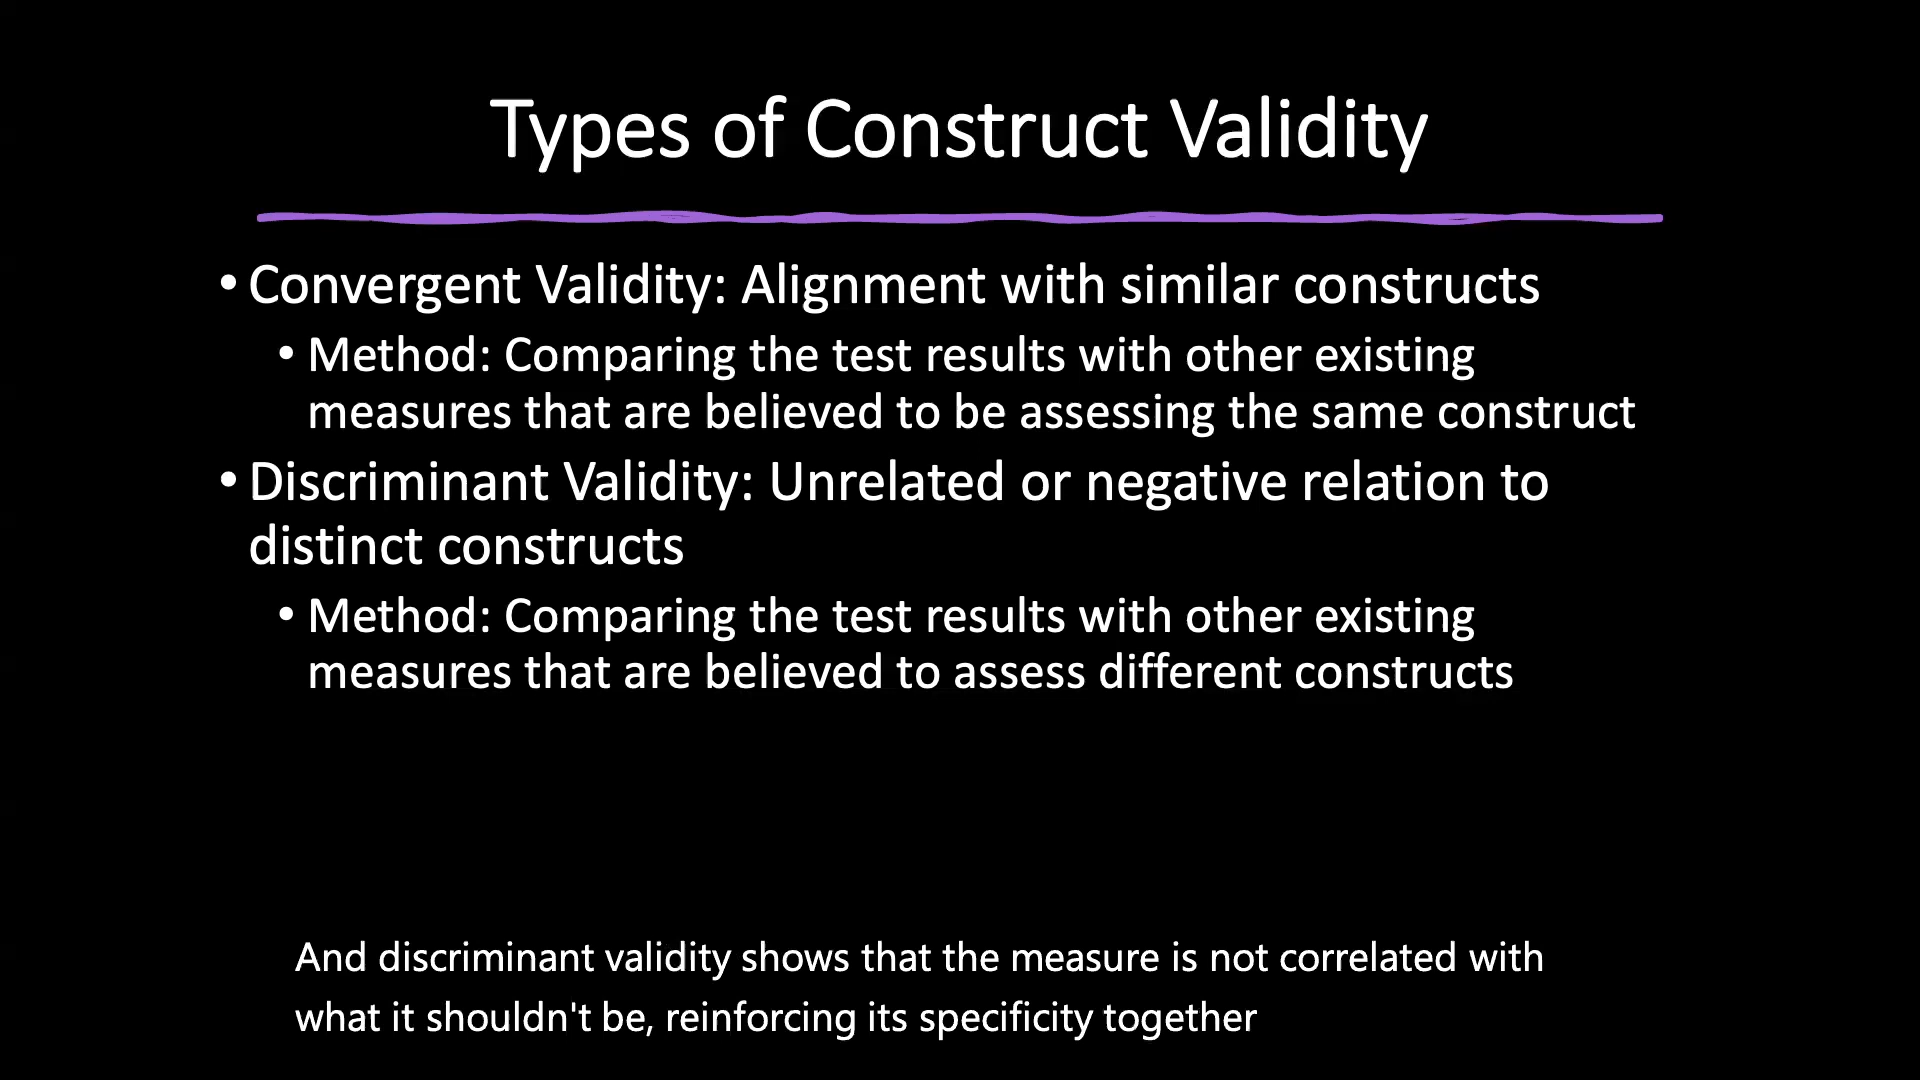 Types of Construct Validity
• Convergent Validity: Alignment with similar constructs
• Method: Comparing the test results with other existing
measures that are believed to be assessing the same construct
• Discriminant Validity: Unrelated or negative relation to
distinct constructs
• Method: Comparing the test results with other existing
measures that are believed to assess different constructs
And discriminant validity shows that the measure is not correlated with
what it shouldn't be, reinforcing its specificity together